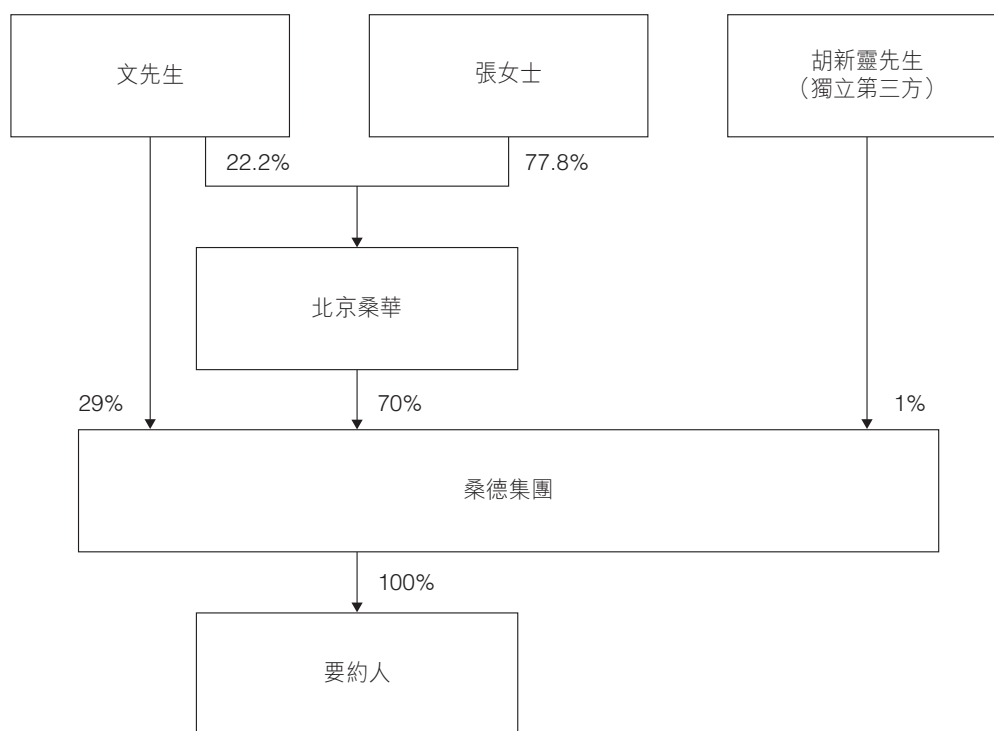 文先生
張女士
胡新靈先生
（獨立第三方）
22.2%
77.8%
北京桑華
29%
70%
1%
桑德集團
100%
要約人